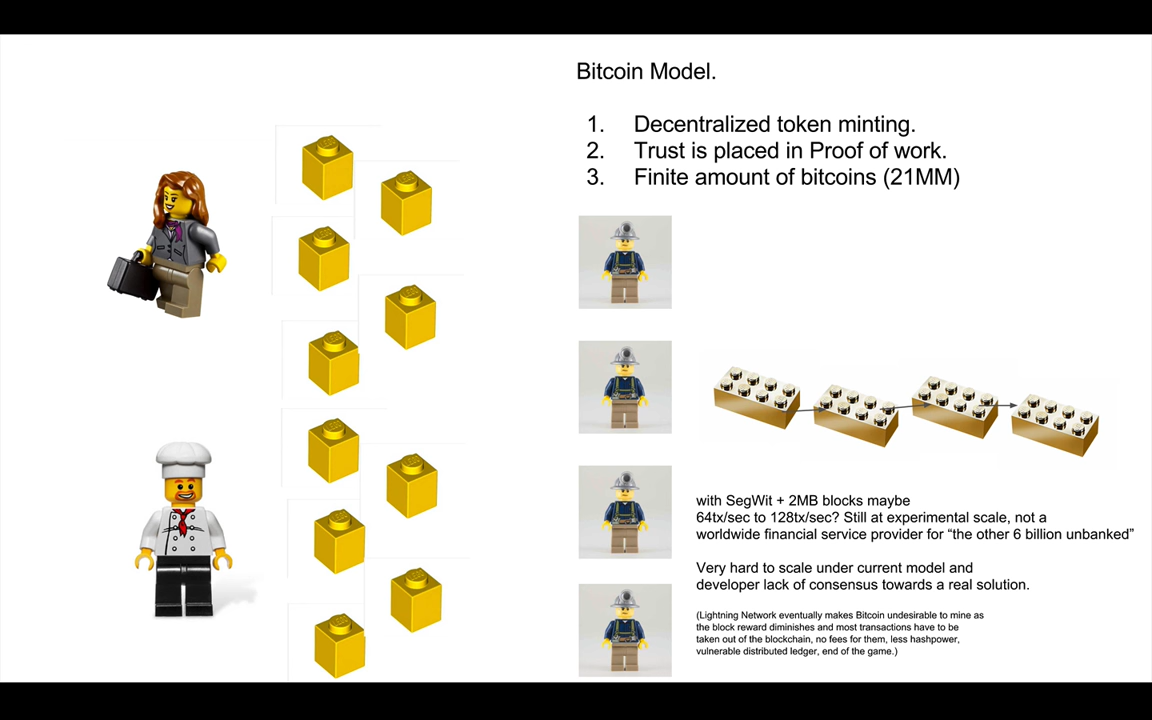 Bitcoin Model.
1. Decentralized token minting.
2. Trust is placed in Proof of work.
3. Finite amount of bitcoins (21MM)
with SegWit + 2MB blocks maybe
64tx/sec to 128tx/sec? Still at experimental scale, not a
worldwide financial service provider for “the other 6 billion unbanked”
Very hard to scale under current model and
developer lack of consensus towards a real solution.
(Lightning Network eventually makes Bitcoin undesirable to mine as
the block reward diminishes and most transactions have to be
taken out of the blockchain, no fees for them, less hashpower,
vulnerable distributed ledger, end of the game.)